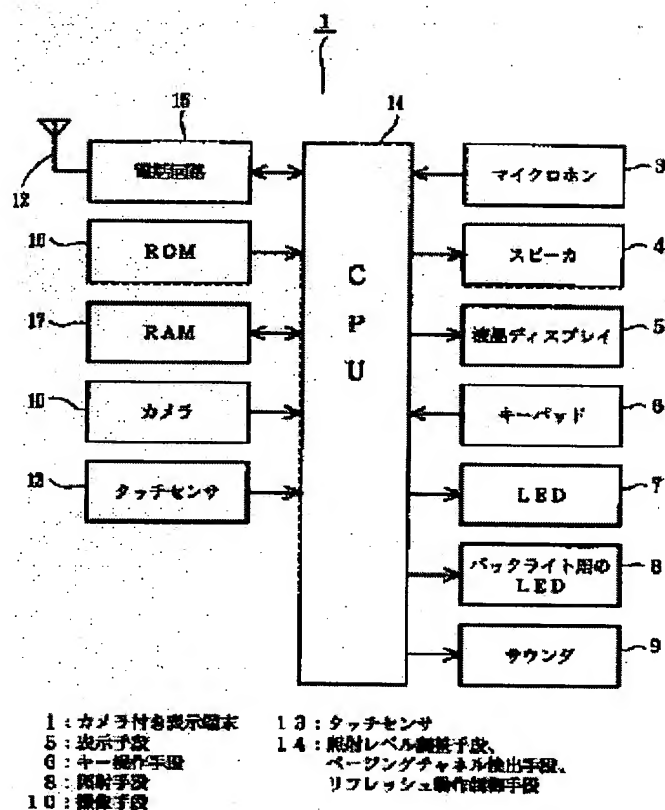 1
15
14
12
電話回路
マイクロホン
3
16
ROM
スピーカ
4
17
RAM
液晶ディスプレイ
5
10
カメラ
キーパッド
6
13
タッチセンサ
LED
7
CPU
バックライト用の
LED
8
サウンダ
9
1:カメラ付き表示端末
5:表示手段
6:キー操作手段
8:照射手段
10:撮像手段
13:タッチセンサ
14:照射レベル調整手段、
ページングチャネル検出手段、
リフレッシュ動作制御手段